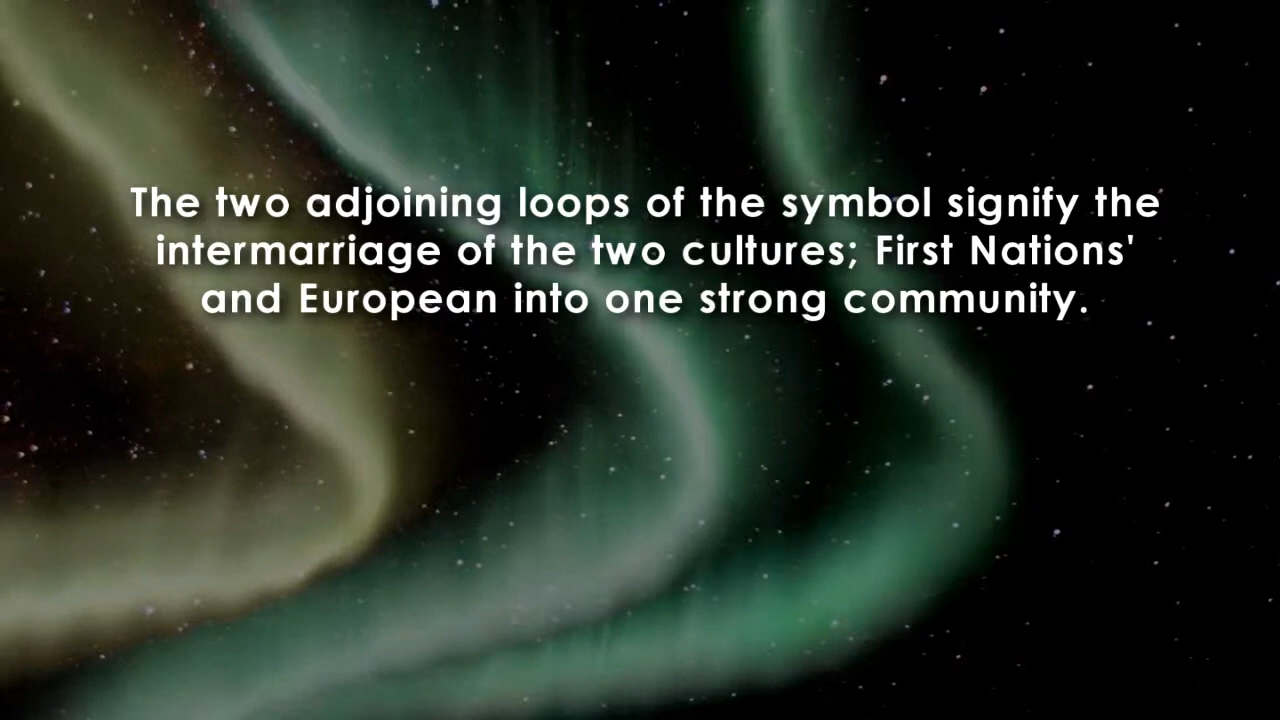 The two adjoining loops of the symbol signify the
intermarriage of the two cultures; First Nations'
and European into one strong community.